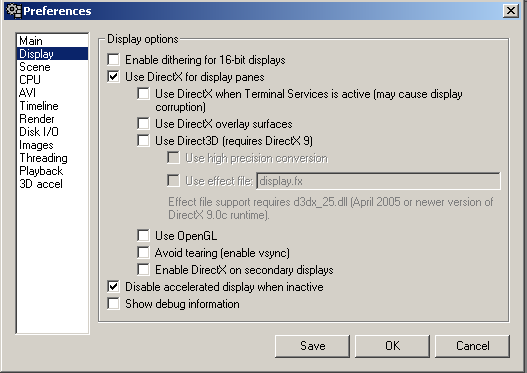 Preferences
Main
Display
Scene
CPU
AVI
Timeline
Render
Disk I/O
Images
Threading
Playback
3D accel
Display options
Enable dithering for 16-bit displays
Use DirectX for display panes
Use DirectX when Terminal Services is active (may cause display
corruption)
Use DirectX overlay surfaces
Use Direct3D (requires DirectX 9)
Use high precision conversion
Use effect file: display.fx
Effect file support requires d3dx_25.dll (April 2005 or newer version of
DirectX 9.0c runtime).
Use OpenGL
Avoid tearing (enable vsync)
Enable DirectX on secondary displays
Disable accelerated display when inactive
Show debug information
Save OK Cancel